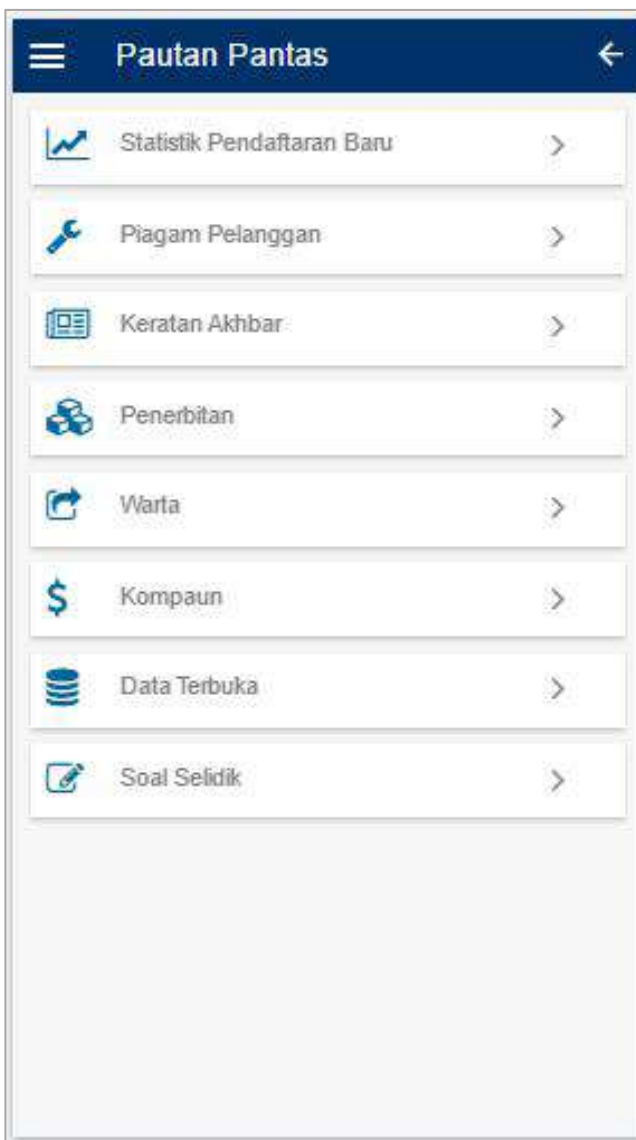 Pautan Pantas
Statistik Pendaftaran Baru
Piagam Pelanggan
Keratan Akhbar
Penerbitan
Warta
Kompaun
Data Terbuka
Soal Selidik